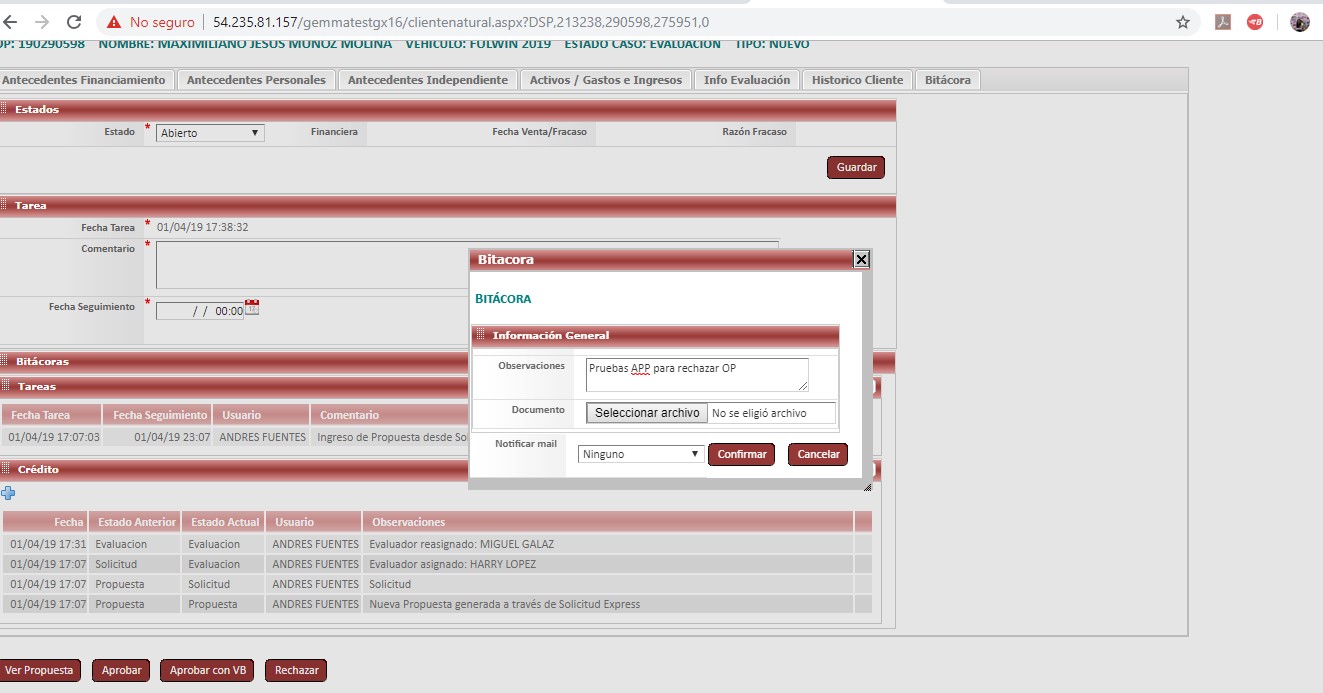 No seguro | 54.235.81.157/gemmatestgx16/clientenatural.aspx?DSP,213238,290598,275951,0
OP: 190290598 NOMBRE: MAXIMILIANO JESUS MUÑOZ MOLINA VEHICULO: FULWIN 2019 ESTADO CASO: EVALUACION TIPO: NUEVO
Antecedentes Financiamiento Antecedentes Personales Antecedentes Independiente Activos / Gastos e Ingresos Info Evaluación Historico Cliente Bitácora
Estados
Estado * Abierto Financiera Fecha Venta/Fracaso Razón Fracaso
Guardar
Tarea
Fecha Tarea * 01/04/19 17:38:32
Comentario *
Fecha Seguimiento * / / 00:00
Bitacora
BITÁCORA
Información General
Observaciones Pruebas APP para rechazar OP
Documento Seleccionar archivo No se eligió archivo
Notificar mail Ninguno Confirmar Cancelar
Bitácoras
Tareas
Fecha Tarea Fecha Seguimiento Usuario Comentario
01/04/19 17:07:03 01/04/19 23:07 ANDRES FUENTES Ingreso de Propuesta desde So
Crédito
Fecha Estado Anterior Estado Actual Usuario Observaciones
01/04/19 17:31 Evaluacion Evaluacion ANDRES FUENTES Evaluador reasignado: MIGUEL GALAZ
01/04/19 17:07 Solicitud Evaluacion ANDRES FUENTES Evaluador asignado: HARRY LOPEZ
01/04/19 17:07 Propuesta Solicitud ANDRES FUENTES Solicitud
01/04/19 17:07 Propuesta Propuesta ANDRES FUENTES Nueva Propuesta generada a través de Solicitud Express
Ver Propuesta Aprobar Aprobar con VB Rechazar